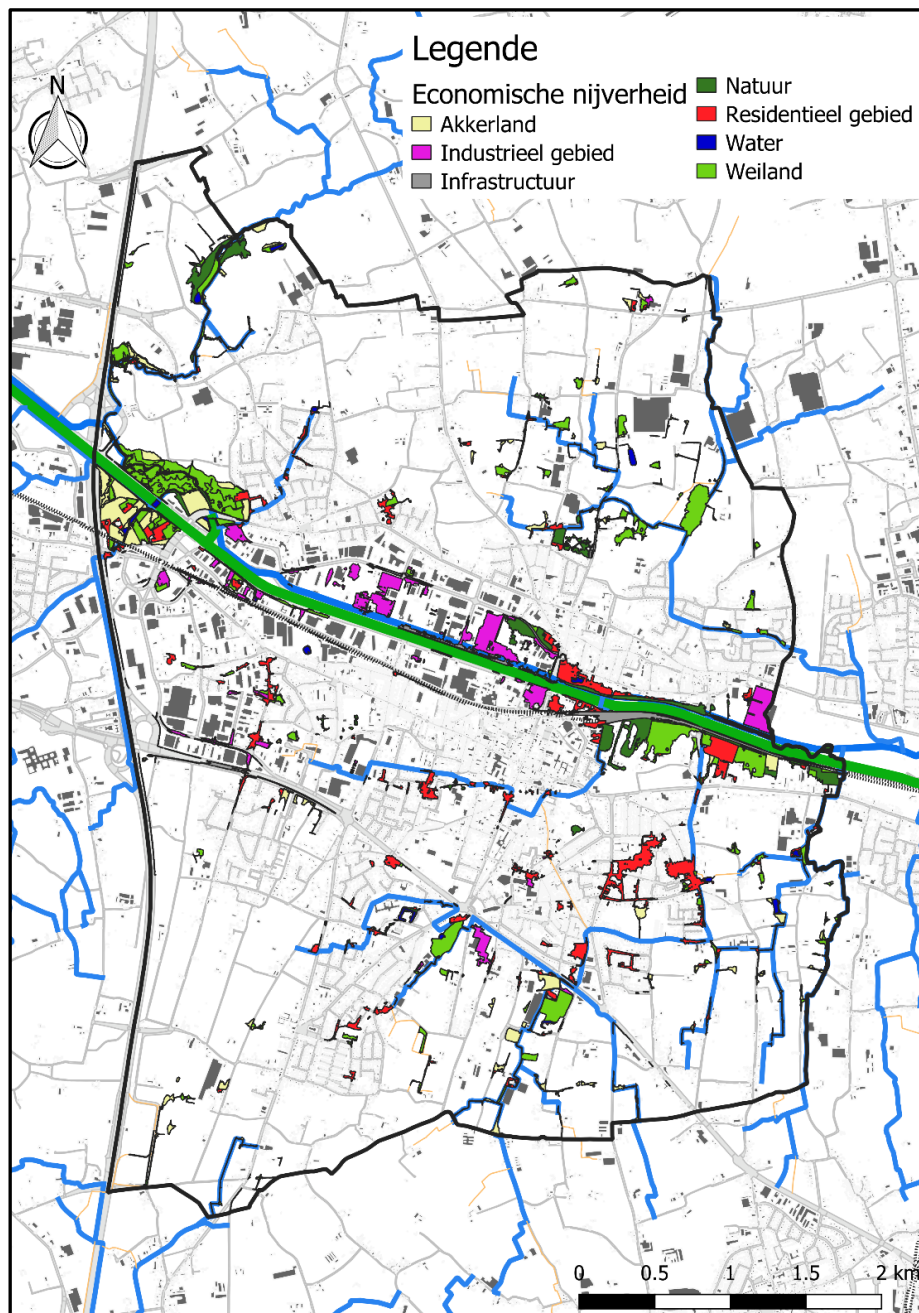 Legende
Economische nijverheid
Akkerland
Industrieel gebied
Infrastructuur
Natuur
Residentieel gebied
Water
Weiland
N
0 0.5 1 1.5 2 km